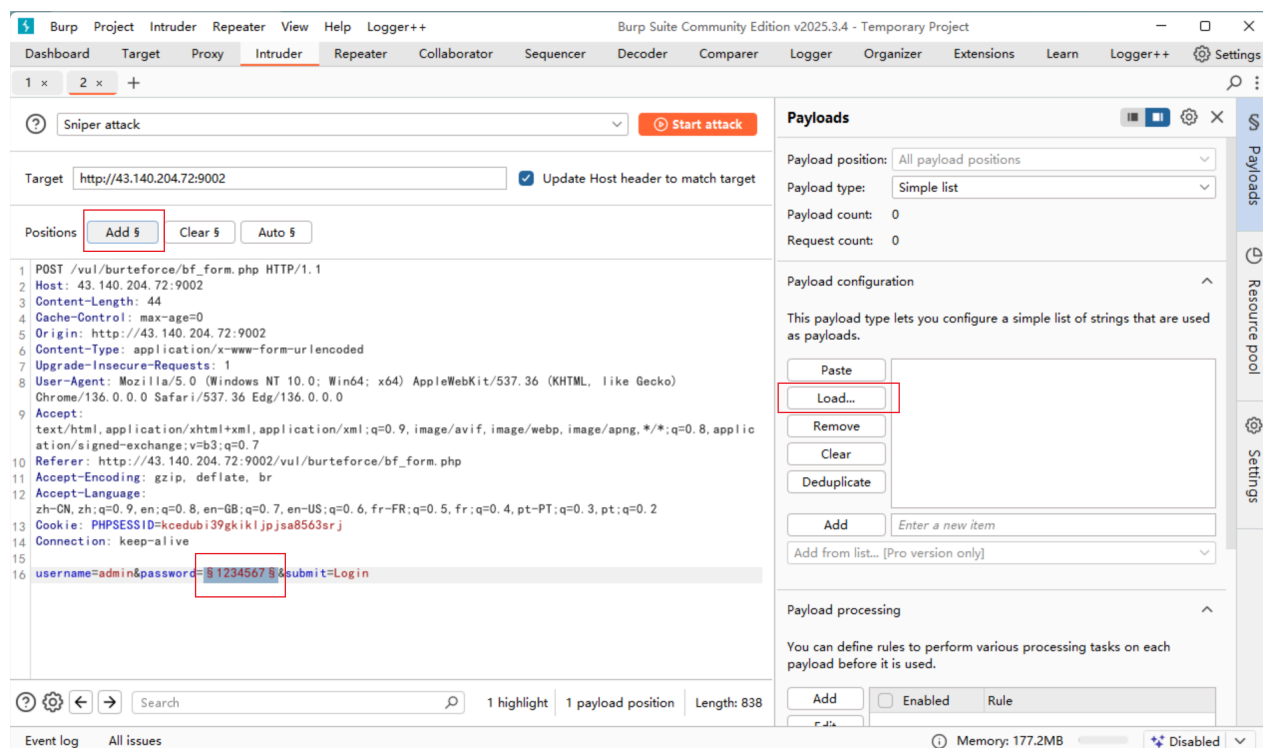 Burp Project Intruder Repeater View Help Logger++ Burp Suite Community Edition v2025.3.4 - Temporary Project
Dashboard Target Proxy Intruder Repeater Collaborator Sequencer Decoder Comparer Logger Organizer Extensions Learn Logger++ Settings
1 × 2 × +
Sniper attack
Start attack
Target http://43.140.204.72:9002 Update Host header to match target
Positions Add § Clear § Auto §
1 POST /vul/burteforce/bf_form.php HTTP/1.1
2 Host: 43.140.204.72:9002
3 Content-Length: 44
4 Cache-Control: max-age=0
5 Origin: http://43.140.204.72:9002
6 Content-Type: application/x-www-form-urlencoded
7 Upgrade-Insecure-Requests: 1
8 User-Agent: Mozilla/5.0 (Windows NT 10.0; Win64; x64) AppleWebKit/537.36 (KHTML, like Gecko)
Chrome/136.0.0.0 Safari/537.36 Edg/136.0.0.0
9 Accept:
text/html,application/xhtml+xml,application/xml;q=0.9,image/avif,image/webp,image/apng,*/*;q=0.8,applic
ation/signed-exchange;v=b3;q=0.7
10 Referer: http://43.140.204.72:9002/vul/burteforce/bf_form.php
11 Accept-Encoding: gzip, deflate, br
12 Accept-Language:
zh-CN,zh;q=0.9,en;q=0.8,en-GB;q=0.7,en-US;q=0.6,fr-FR;q=0.5,fr;q=0.4,pt-PT;q=0.3,pt;q=0.2
13 Cookie: PHPSESSID=kcedubi39gkikljpjsa8563srj
14 Connection: keep-alive
15
16 username=admin&password=§1234567§&submit=Login
Search 1 highlight 1 payload position Length: 838
Payloads
Payload position: All payload positions
Payload type: Simple list
Payload count: 0
Request count: 0
Payload configuration
This payload type lets you configure a simple list of strings that are used
as payloads.
Paste
Load...
Remove
Clear
Deduplicate
Add Enter a new item
Add from list... [Pro version only]
Payload processing
You can define rules to perform various processing tasks on each
payload before it is used.
Add Enabled Rule
Edit
§ Payloads
Resource pool
Settings
Event log All issues Memory: 177.2MB Disabled